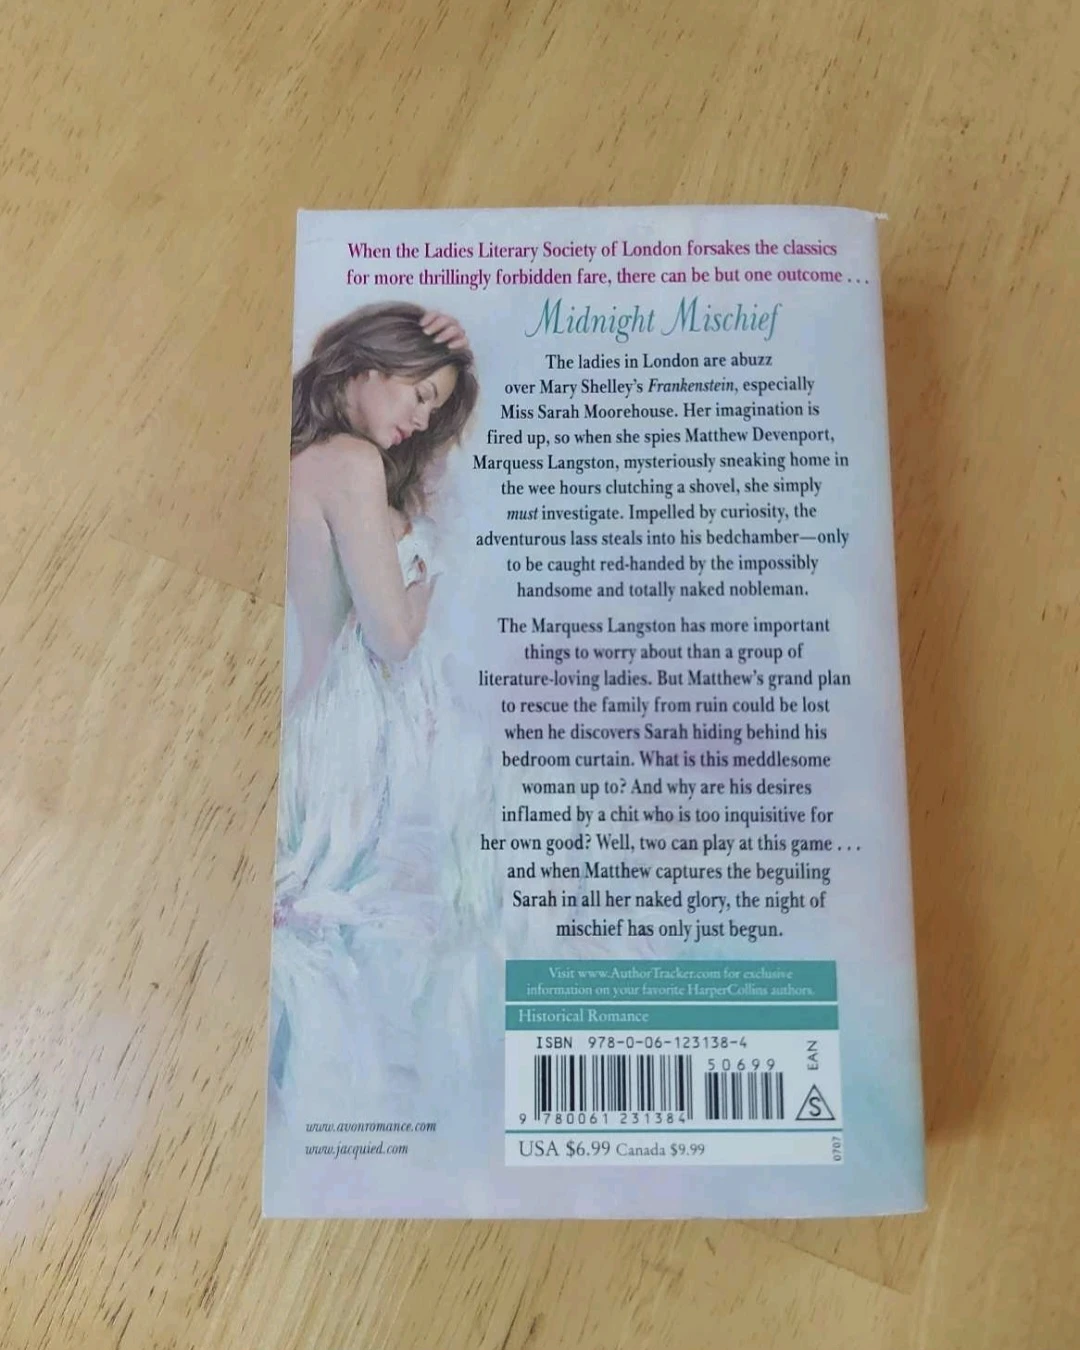 When the Ladies Literary Society of London forsakes the classics
for more thrillingly forbidden fare, there can be but one outcome . . .
Midnight Mischief
The ladies in London are abuzz
over Mary Shelley's Frankenstein, especially
Miss Sarah Moorehouse. Her imagination is
fired up, so when she spies Matthew Devenport,
Marquess Langston, mysteriously sneaking home in
the wee hours clutching a shovel, she simply
must investigate. Impelled by curiosity, the
adventurous lass steals into his bedchamber—only
to be caught red-handed by the impossibly
handsome and totally naked nobleman.
The Marquess Langston has more important
things to worry about than a group of
literature-loving ladies. But Matthew's grand plan
to rescue the family from ruin could be lost
when he discovers Sarah hiding behind his
bedroom curtain. What is this meddlesome
woman up to? And why are his desires
inflamed by a chit who is too inquisitive for
her own good? Well, two can play at this game . . .
and when Matthew captures the beguiling
Sarah in all her naked glory, the night of
mischief has only just begun.
Visit www.AuthorTracker.com for exclusive
information on your favorite HarperCollins authors.
Historical Romance
ISBN 978-0-06-123138-4
50699
EAN
9 780061 231384
S
USA $6.99 Canada $9.99
0707
www.avonromance.com
www.jacquied.com